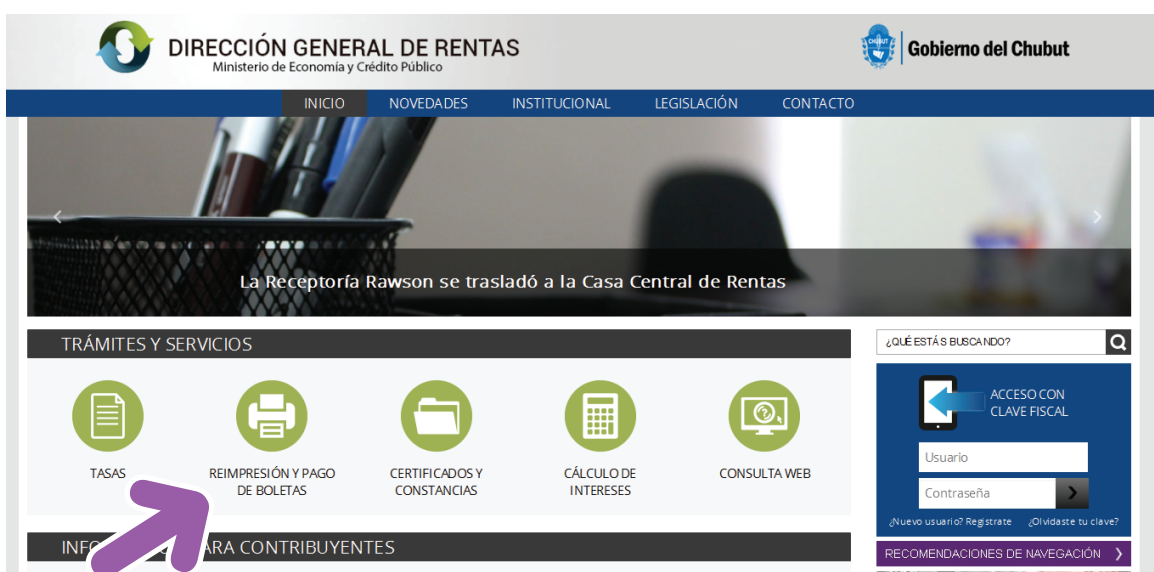 DIRECCIÓN GENERAL DE RENTAS
Ministerio de Economía y Crédito Público
CHUBUT
Gobierno del Chubut
INICIO NOVEDADES INSTITUCIONAL LEGISLACIÓN CONTACTO
La Receptoría Rawson se trasladó a la Casa Central de Rentas
TRÁMITES Y SERVICIOS
TASAS
REIMPRESIÓN Y PAGO
DE BOLETAS
CERTIFICADOS Y
CONSTANCIAS
CÁLCULO DE
INTERESES
CONSULTA WEB
¿QUÉ ESTÁS BUSCANDO?
ACCESO CON
CLAVE FISCAL
Usuario
Contraseña
¿Nuevo usuario? Registrate ¿Olvidaste tu clave?
RECOMENDACIONES DE NAVEGACIÓN
CONTRIBUYENTES